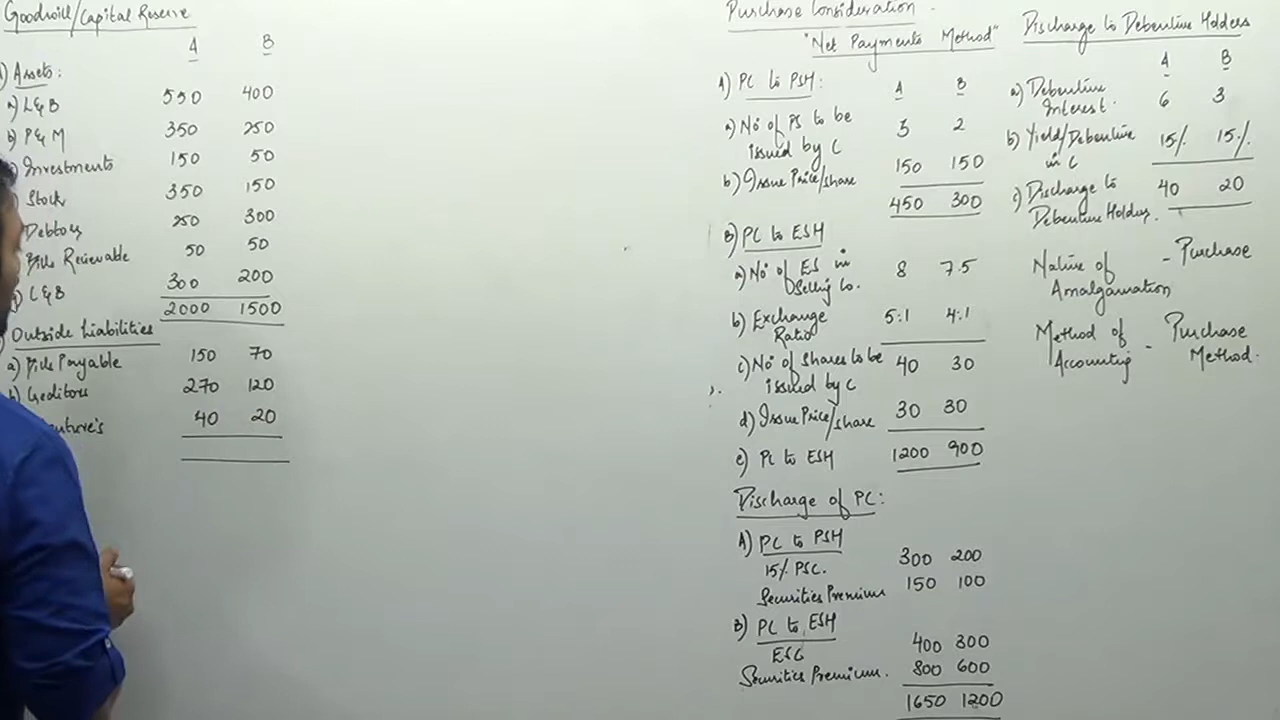 Goodwill/Capital Reserve
A B
) Assets:
a) L&B 550 400
b) P&M 350 250
) Investments 150 50
) Stock 350 150
Debtors 250 300
Bills Receivable 50 50
) C&B 300 200
2000 1500
Outside Liabilities
a) Bills Payable 150 70
b) Creditors 270 120
40 20
Purchase Consideration -
"Net Payments Method"
A) PC to PSH: A B
a) No of PS to be 3 2
issued by C
b) Issue Price/share 150 150
450 300
B) PC to ESH
a) No of ES in 8 7.5
Selling Co.
b) Exchange 5:1 4:1
Ratio
c) No of Shares to be 40 30
issued by C
d) Issue Price/share 30 30
e) PC to ESH 1200 900
Discharge of PC:
A) PC to PSH
15% PSC. 300 200
Securities Premium 150 100
B) PC to ESH
ESC 400 300
Securities Premium. 800 600
1650 1200
Discharge to Debenture Holders
A B
a) Debenture 6 3
Interest.
b) Yield/Debenture 15% 15%
in C
c) Discharge to 40 20
Debenture Holders.
Nature of - Purchase
Amalgamation
Method of - Purchase
Accounting Method.